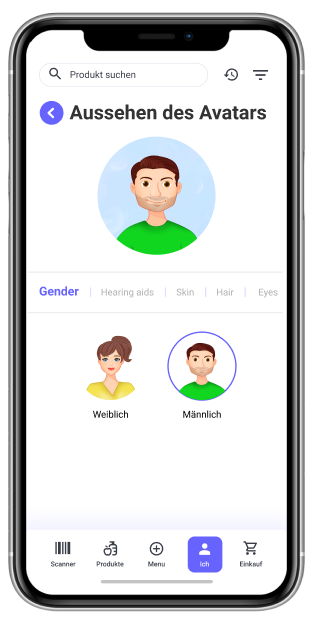 Produkt suchen
Aussehen des Avatars
Gender | Hearing aids | Skin | Hair | Eyes
Weiblich Männlich
Scanner Produkte Menu Ich Einkauf